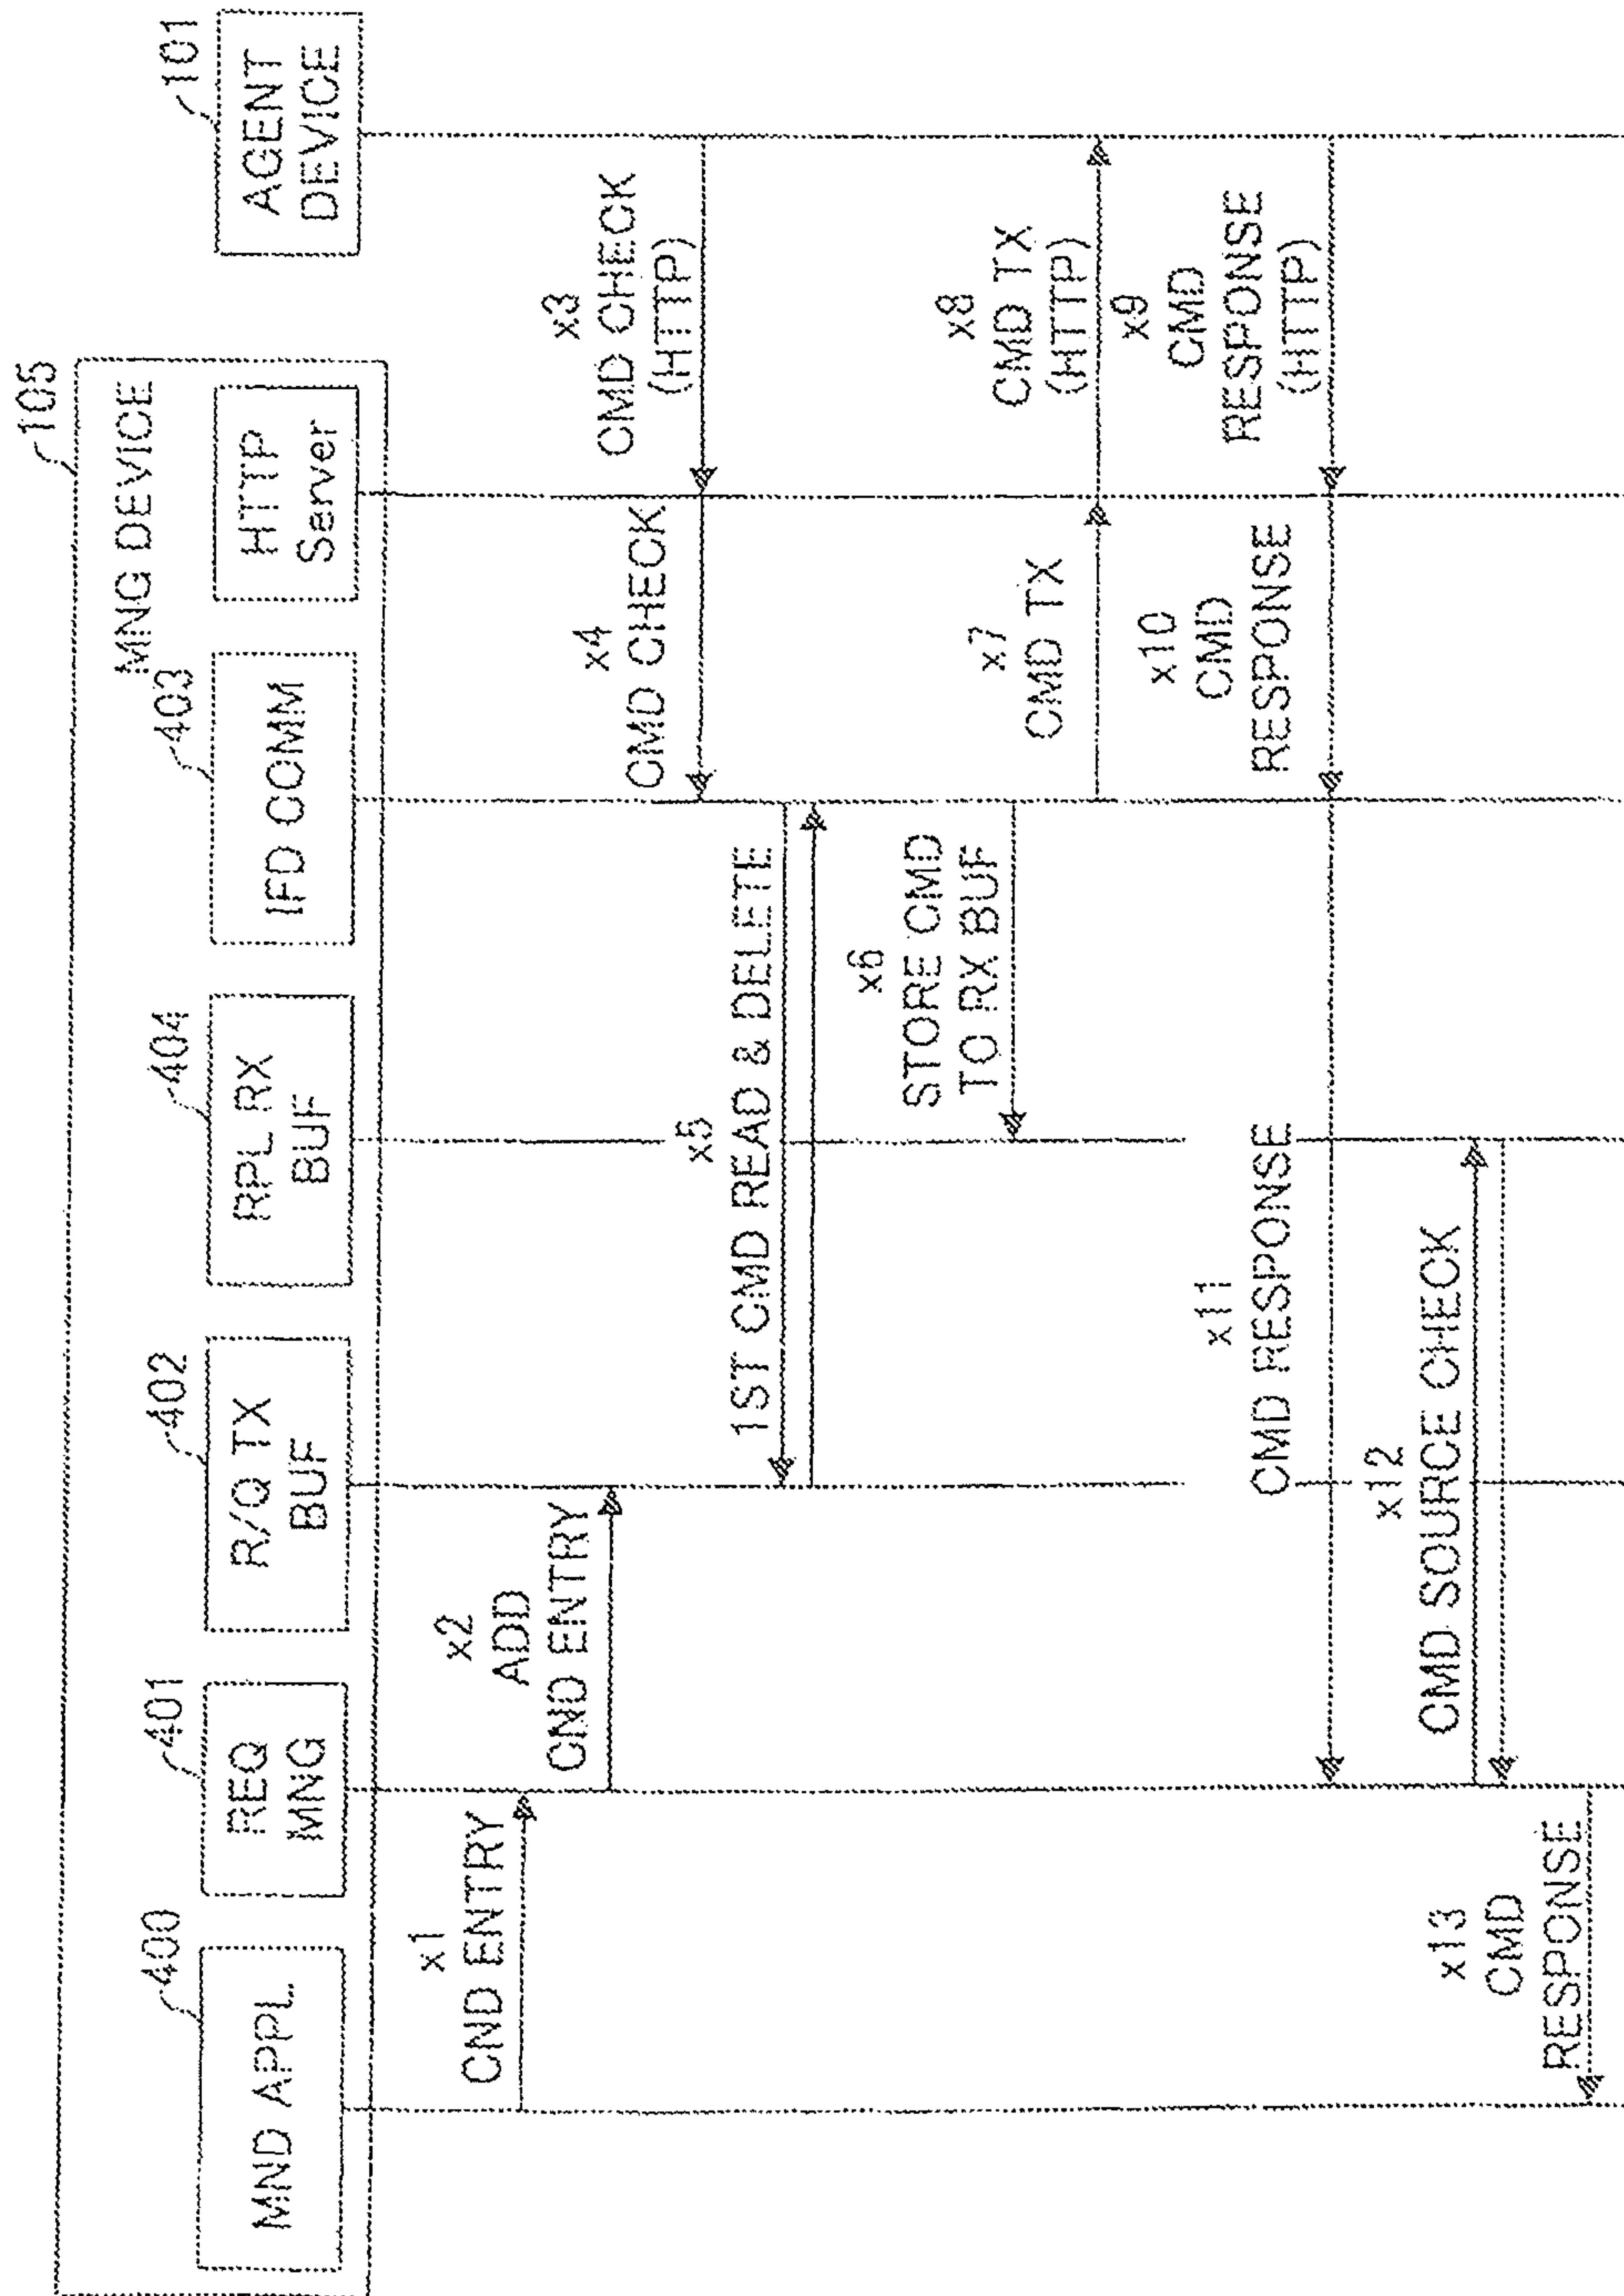 105
MNG DEVICE
400
MND APPL
401
REQ
MNG
402
R/Q TX
BUF
404
RPL RX
BUF
403
IFD COMM
HTTP
Server
101
AGENT
DEVICE
x1
CND ENTRY
x2
ADD
CND ENTRY
x3
CMD CHECK
(HTTP)
x4
CMD CHECK
x5
1ST CMD READ & DELETE
x6
STORE CMD
TO RX BUF
x7
CMD TX
x8
CMD TX
(HTTP)
x9
CMD
RESPONSE
(HTTP)
x10
CMD
RESPONSE
x11
CMD RESPONSE
x12
CMD SOURCE CHECK
x13
CMD
RESPONSE